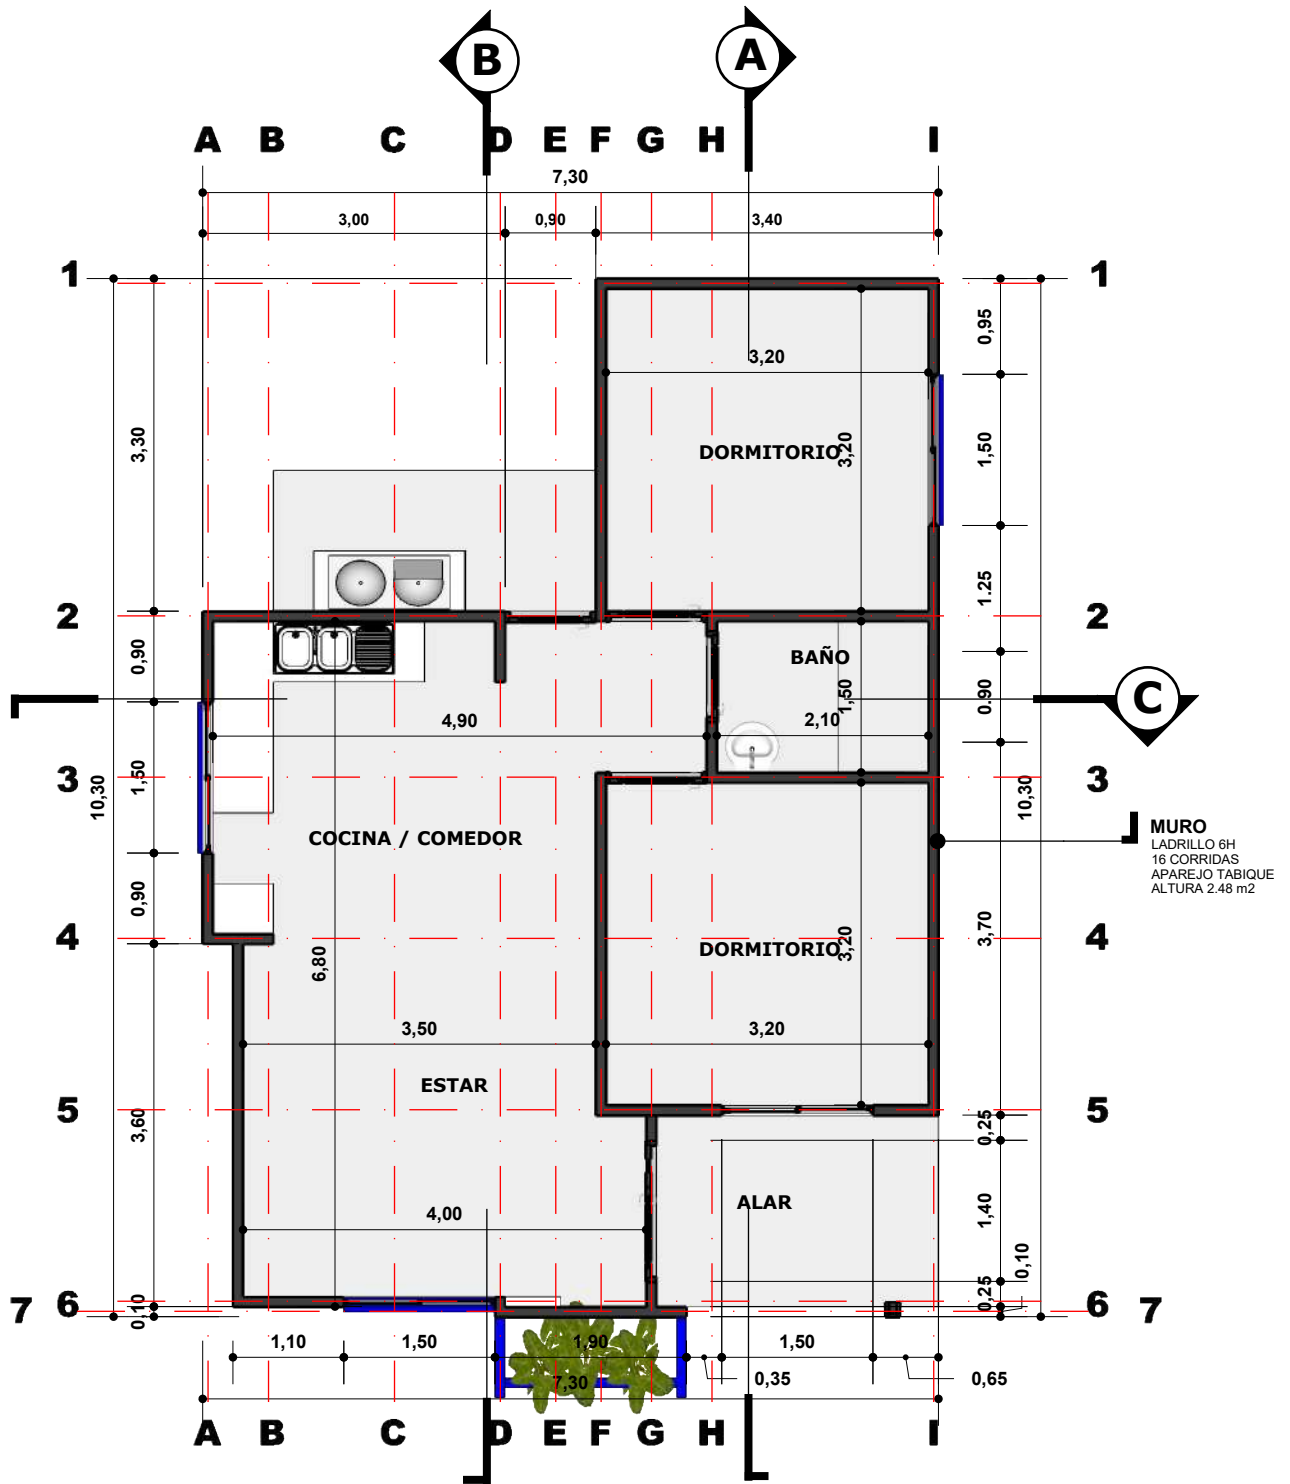 B A
A B C D E F G H I
7,30
3,00 0,90 3,40
1 1
0,95
3,20
3,30
DORMITORIO
3,20
1,50
1.25
2 2
0,90
BAÑO
1,50
0.90
C
4,90
2,10
3 3
1,50
10,30
10,30
MURO
LADRILLO 6H
16 CORRIDAS
APAREJO TABIQUE
ALTURA 2.48 m2
COCINA / COMEDOR
0,90
4 4
3,70
DORMITORIO
3,20
6,80
3,50 3,20
ESTAR
5 5
3,60
0,25
ALAR
4,00
1,40
0,10
0,25
7 6 6 7
0,10
1,10 1,50 1,90 1,50
7,30 0,35 0,65
A B C D E F G H I